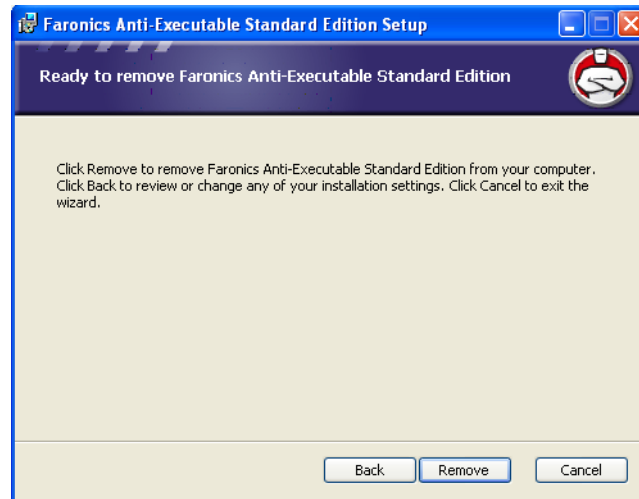 Faronics Anti-Executable Standard Edition Setup
Ready to remove Faronics Anti-Executable Standard Edition
Click Remove to remove Faronics Anti-Executable Standard Edition from your computer.
Click Back to review or change any of your installation settings. Click Cancel to exit the
wizard.
Back Remove Cancel